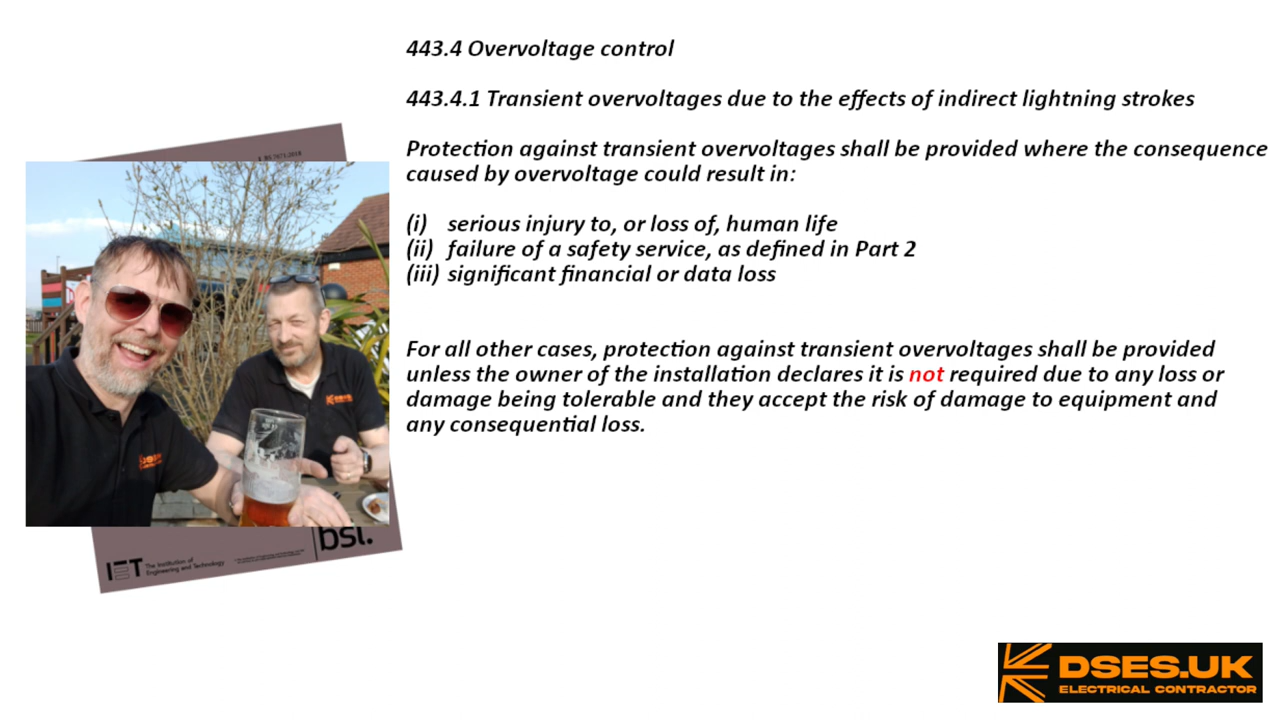 443.4 Overvoltage control
443.4.1 Transient overvoltages due to the effects of indirect lightning strokes
Protection against transient overvoltages shall be provided where the consequence
caused by overvoltage could result in:
(i) serious injury to, or loss of, human life
(ii) failure of a safety service, as defined in Part 2
(iii) significant financial or data loss
For all other cases, protection against transient overvoltages shall be provided
unless the owner of the installation declares it is not required due to any loss or
damage being tolerable and they accept the risk of damage to equipment and
any consequential loss.
BS 7671:2018
DSES
DSES
bsi.
IET The Institution of
Engineering and Technology
DSES.UK
ELECTRICAL CONTRACTOR